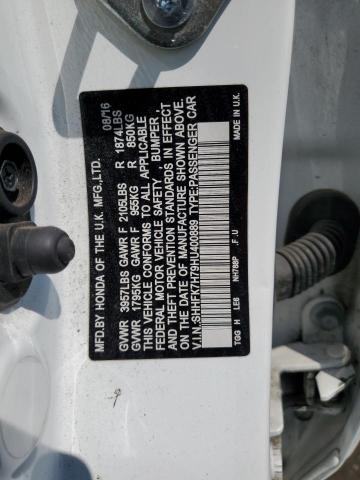 MFD.BY HONDA OF THE U.K. MFG.,LTD. 08/16
GVWR 3957LBS GAWR F 2105LBS R 1874LBS
GVWR 1795KG GAWR F 955KG R 850KG
THIS VEHICLE CONFORMS TO ALL APPLICABLE
FEDERAL MOTOR VEHICLE SAFETY , BUMPER,
AND THEFT PREVENTION STANDARDS IN EFFECT
ON THE DATE OF MANUFACTURE SHOWN ABOVE.
V.I.N.:SHHFK7H79HU400889 TYPE:PASSENGER CAR
TGG H LE6 NH788P F.U MADE IN U.K.